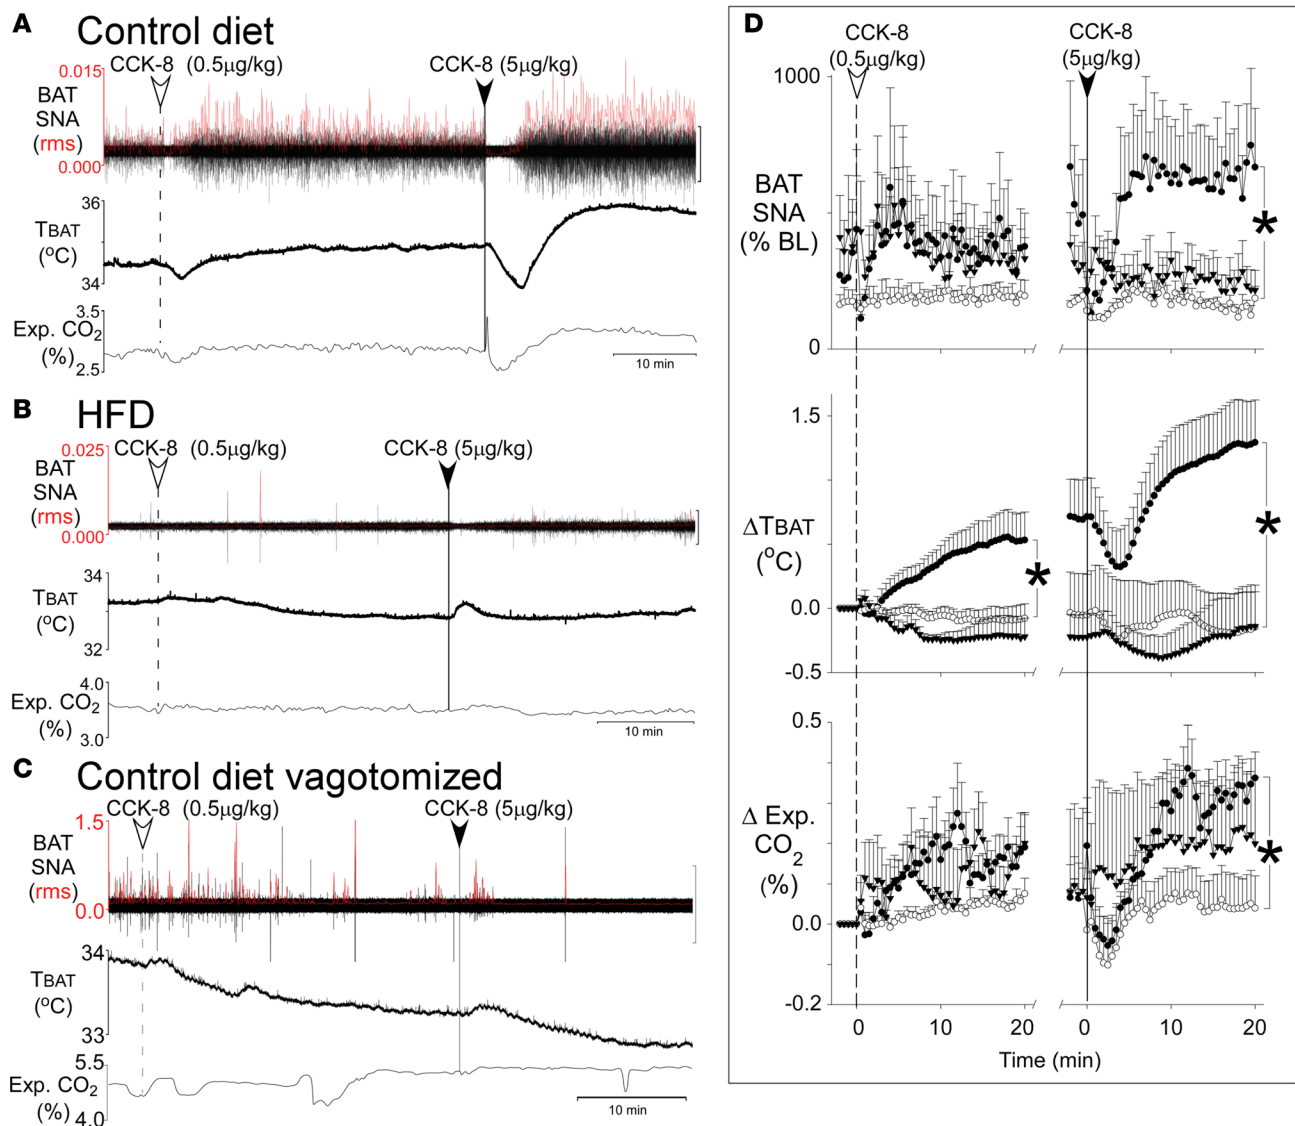 A Control diet
CCK-8 (0.5µg/kg) CCK-8 (5µg/kg)
0.015
BAT
SNA
(rms)
0.000
36
TBAT
(°C)
34
3.5
Exp. CO2
(%)
2.5
10 min
B HFD
CCK-8 (0.5µg/kg) CCK-8 (5µg/kg)
0.025
BAT
SNA
(rms)
0.000
34
TBAT
(°C)
32
4.0
Exp. CO2
(%)
3.0
10 min
C Control diet vagotomized
CCK-8 (0.5µg/kg) CCK-8 (5µg/kg)
1.5
BAT
SNA
(rms)
0.0
34
TBAT
(°C)
33
5.5
Exp. CO2
(%)
4.0
10 min
D
CCK-8
(0.5µg/kg)
CCK-8
(5µg/kg)
1000
BAT
SNA
(% BL)
0
*
1.5
ΔTBAT
(°C)
0.0
-0.5
*
*
0.5
Δ Exp.
CO2
(%)
0.0
-0.2
*
0 10 20 0 10 20
Time (min)